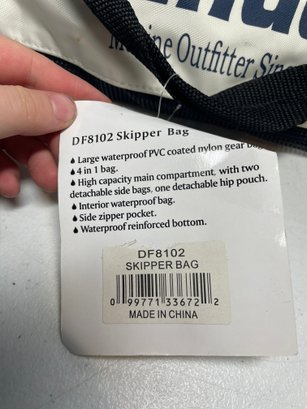 Marine Outfitter Sin
DF8102 Skipper Bag
Large waterproof PVC coated nylon gear bag.
4 in 1 bag.
High capacity main compartment, with two
detachable side bags, one detachable hip pouch.
Interior waterproof bag.
Side zipper pocket.
Waterproof reinforced bottom.
DF8102
SKIPPER BAG
0 99771 33672 2
MADE IN CHINA